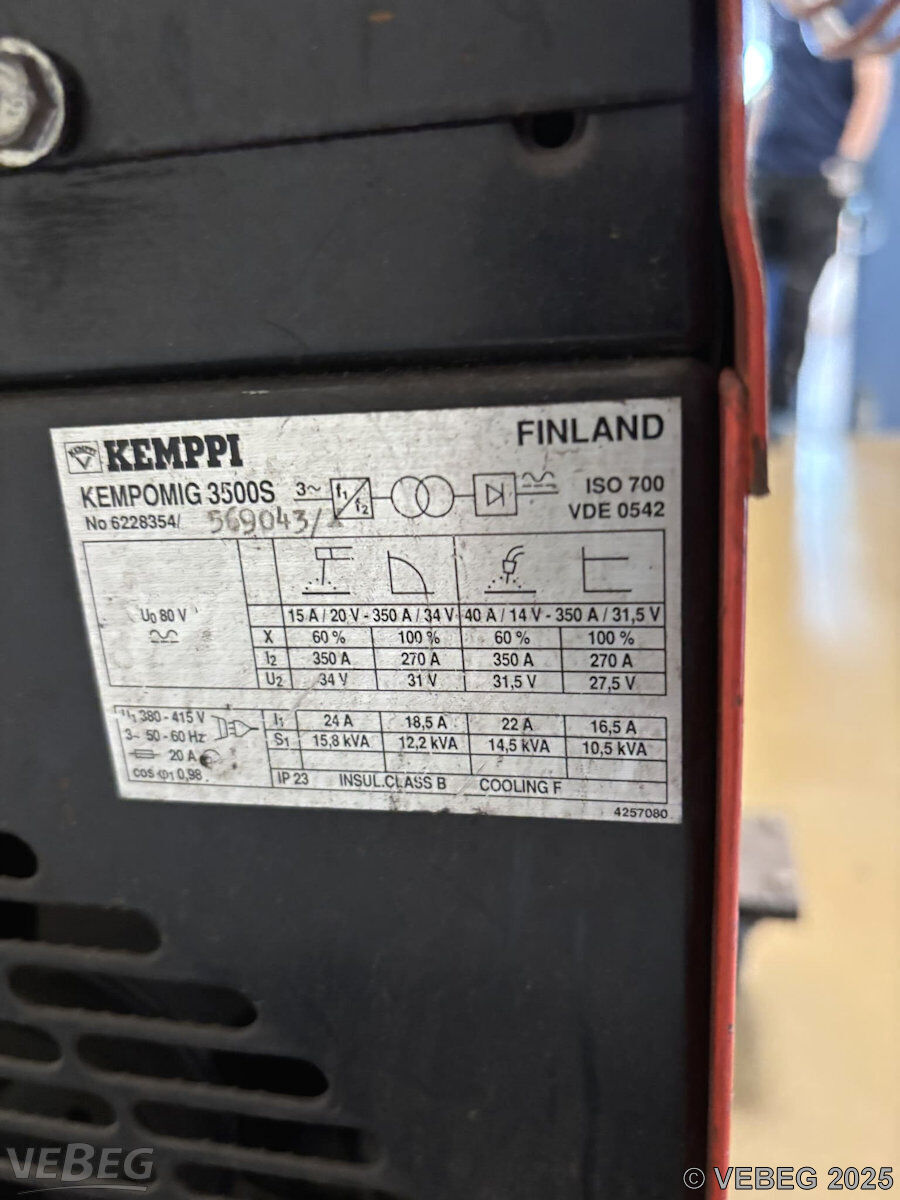 KEMPPI FINLAND
KEMPOMIG 3500S 3~ f1 f2 ISO 700
No 6228354/ 569043/ VDE 0542
U0 80 V
15 A / 20 V - 350 A / 34 V 40 A / 14 V - 350 A / 31,5 V
X 60 % 100 % 60 % 100 %
I2 350 A 270 A 350 A 270 A
U2 34 V 31 V 31,5 V 27,5 V
U1 380 - 415 V I1 24 A 18,5 A 22 A 16,5 A
3~ 50 - 60 Hz S1 15,8 kVA 12,2 kVA 14,5 kVA 10,5 kVA
20 A
cos φ1 0,98 IP 23 INSUL.CLASS B COOLING F
4257080
VEBEG
© VEBEG 2025